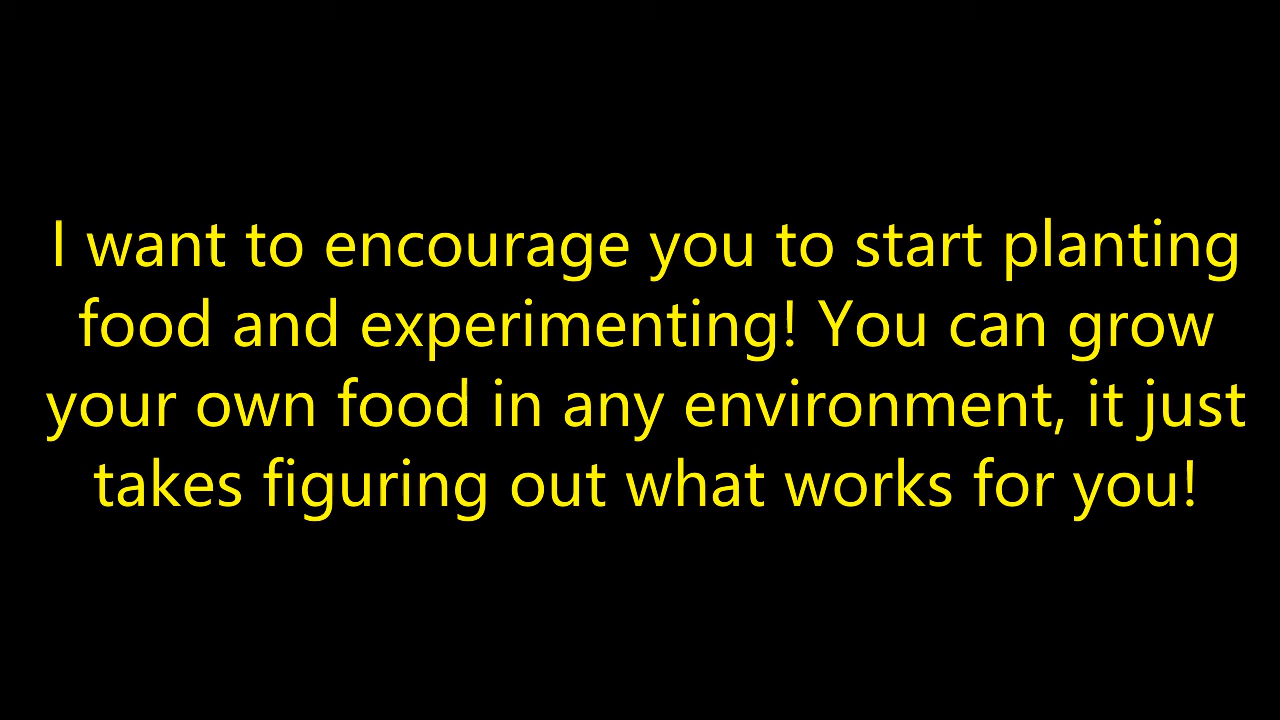 I want to encourage you to start planting
food and experimenting! You can grow
your own food in any environment, it just
takes figuring out what works for you!